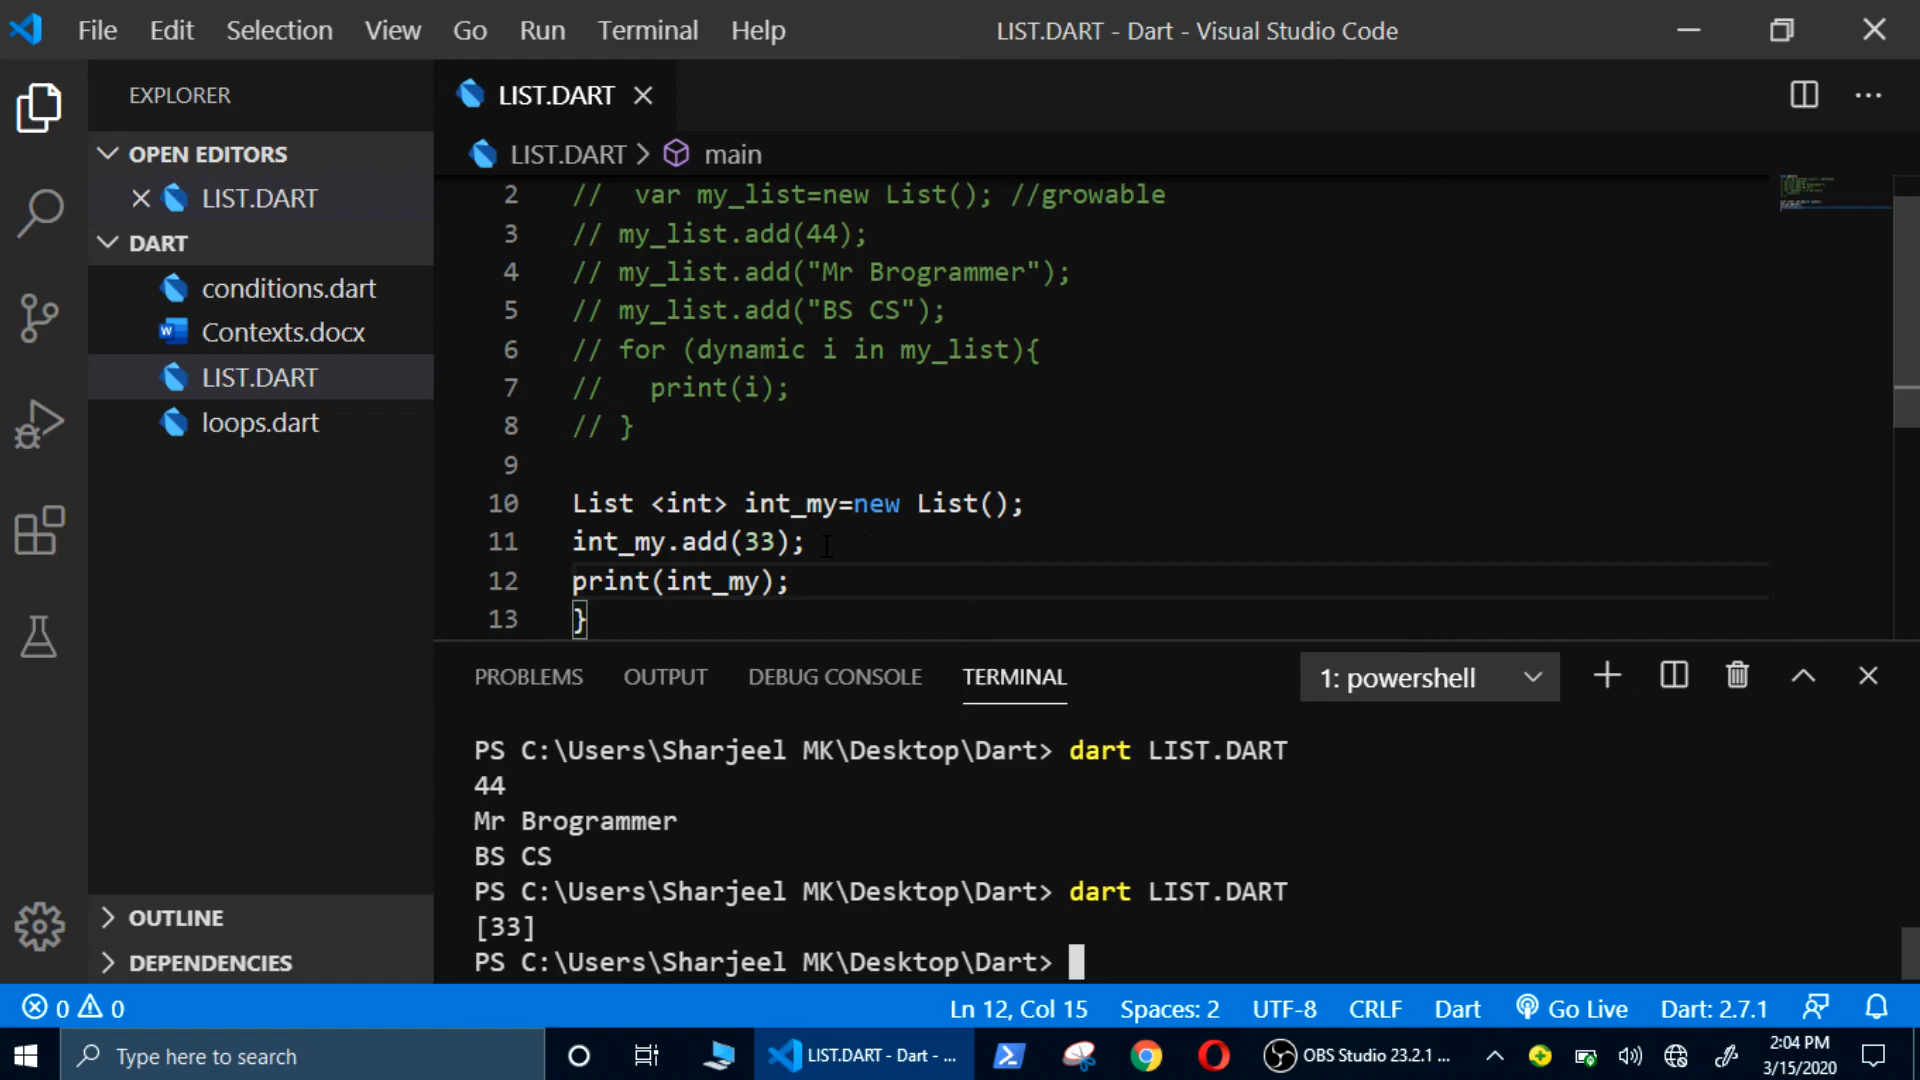 File Edit Selection View Go Run Terminal Help LIST.DART - Dart - Visual Studio Code
EXPLORER
OPEN EDITORS
LIST.DART
DART
conditions.dart
Contexts.docx
LIST.DART
loops.dart
OUTLINE
DEPENDENCIES
LIST.DART
LIST.DART > main
2 //  var my_list=new List(); //growable
3 // my_list.add(44);
4 // my_list.add("Mr Brogrammer");
5 // my_list.add("BS CS");
6 // for (dynamic i in my_list){
7 //   print(i);
8 // }
9
10 List <int> int_my=new List();
11 int_my.add(33);
12 print(int_my);
13 }
PROBLEMS OUTPUT DEBUG CONSOLE TERMINAL 1: powershell
PS C:\Users\Sharjeel MK\Desktop\Dart> dart LIST.DART
44
Mr Brogrammer
BS CS
PS C:\Users\Sharjeel MK\Desktop\Dart> dart LIST.DART
[33]
PS C:\Users\Sharjeel MK\Desktop\Dart>
0 0 Ln 12, Col 15 Spaces: 2 UTF-8 CRLF Dart Go Live Dart: 2.7.1
Type here to search LIST.DART - Dart - ... OBS Studio 23.2.1 ... 2:04 PM
3/15/2020